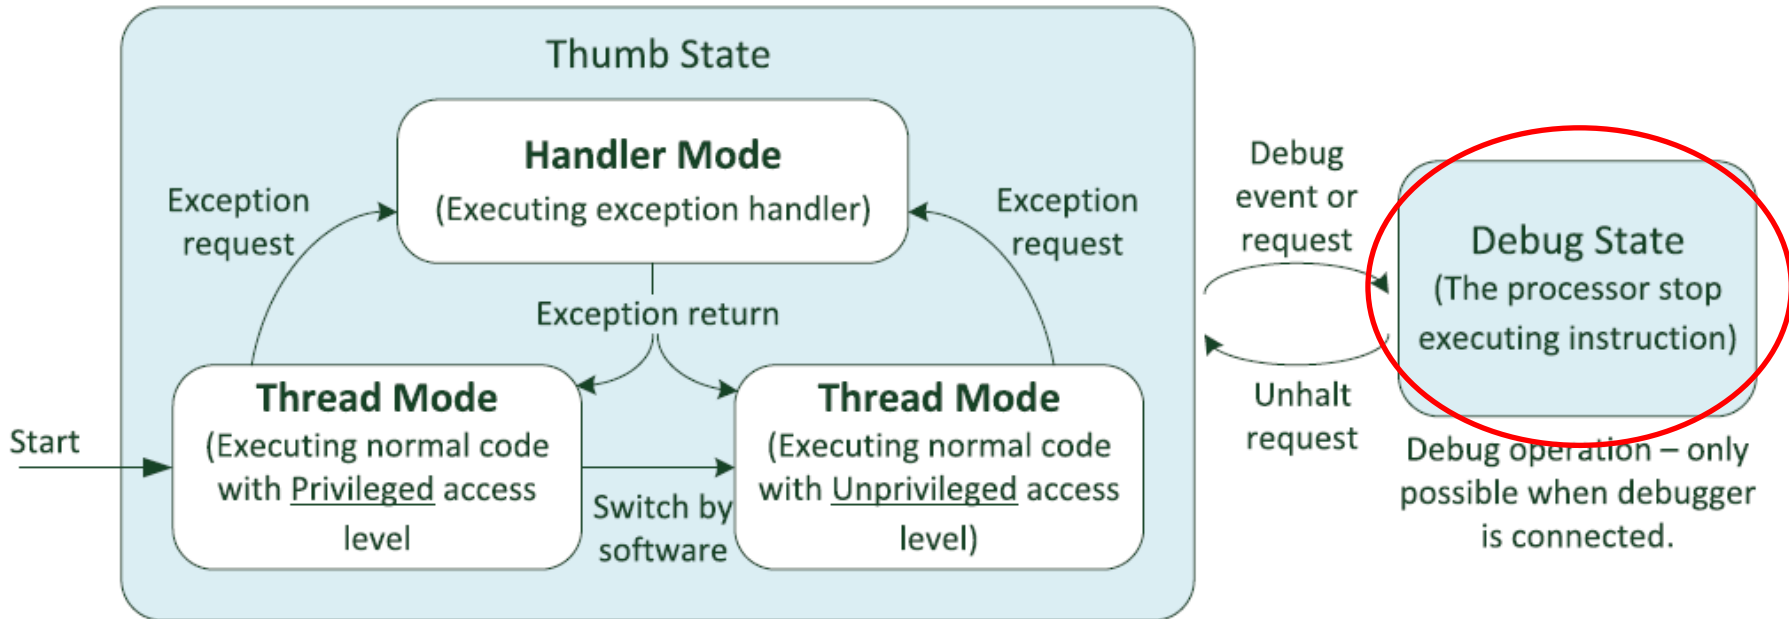 Thumb State
Handler Mode
(Executing exception handler)
Exception
request
Exception
request
Exception return
Start
Thread Mode
(Executing normal code
with Privileged access
level
Switch by
software
Thread Mode
(Executing normal code
with Unprivileged access
level)
Debug
event or
request
Unhalt
request
Debug State
(The processor stop
executing instruction)
Debug operation – only
possible when debugger
is connected.